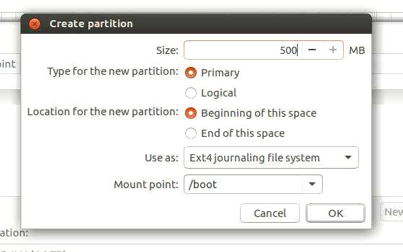 Create partition
Size: 500 MB
oint
Type for the new partition: Primary
Logical
Location for the new partition: Beginning of this space
End of this space
Use as: Ext4 journaling file system
Mount point: /boot
Cancel OK
New
ation: